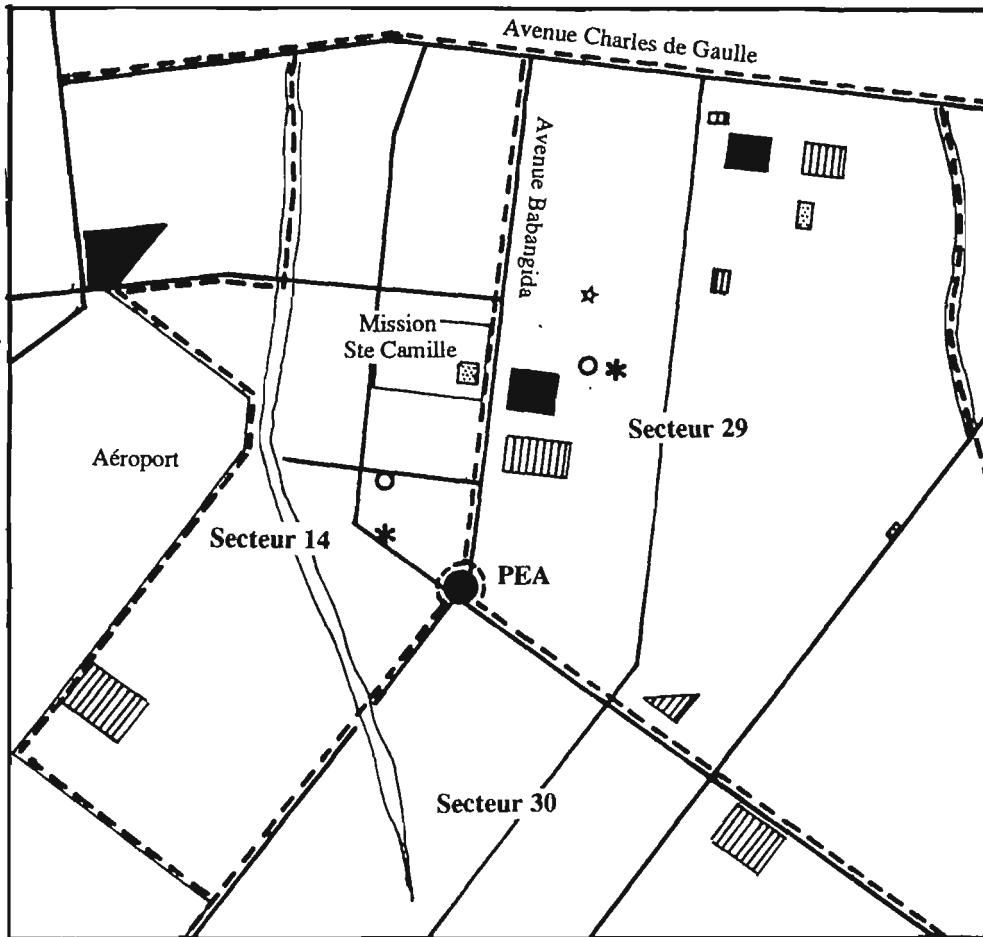 Avenue Charles de Gaulle
Avenue Babangida
Mission
Ste Camille
Secteur 29
Aéroport
Secteur 14
PEA
Secteur 30